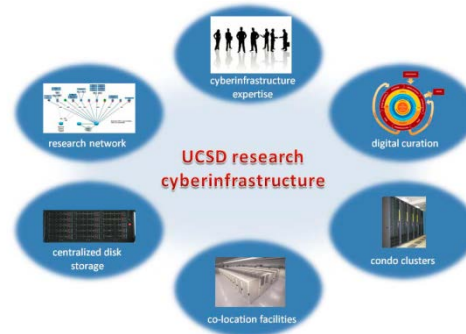 cyberinfrastructure
expertise
research network
digital curation
UCSD research
cyberinfrastructure
centralized disk
storage
condo clusters
co-location facilities